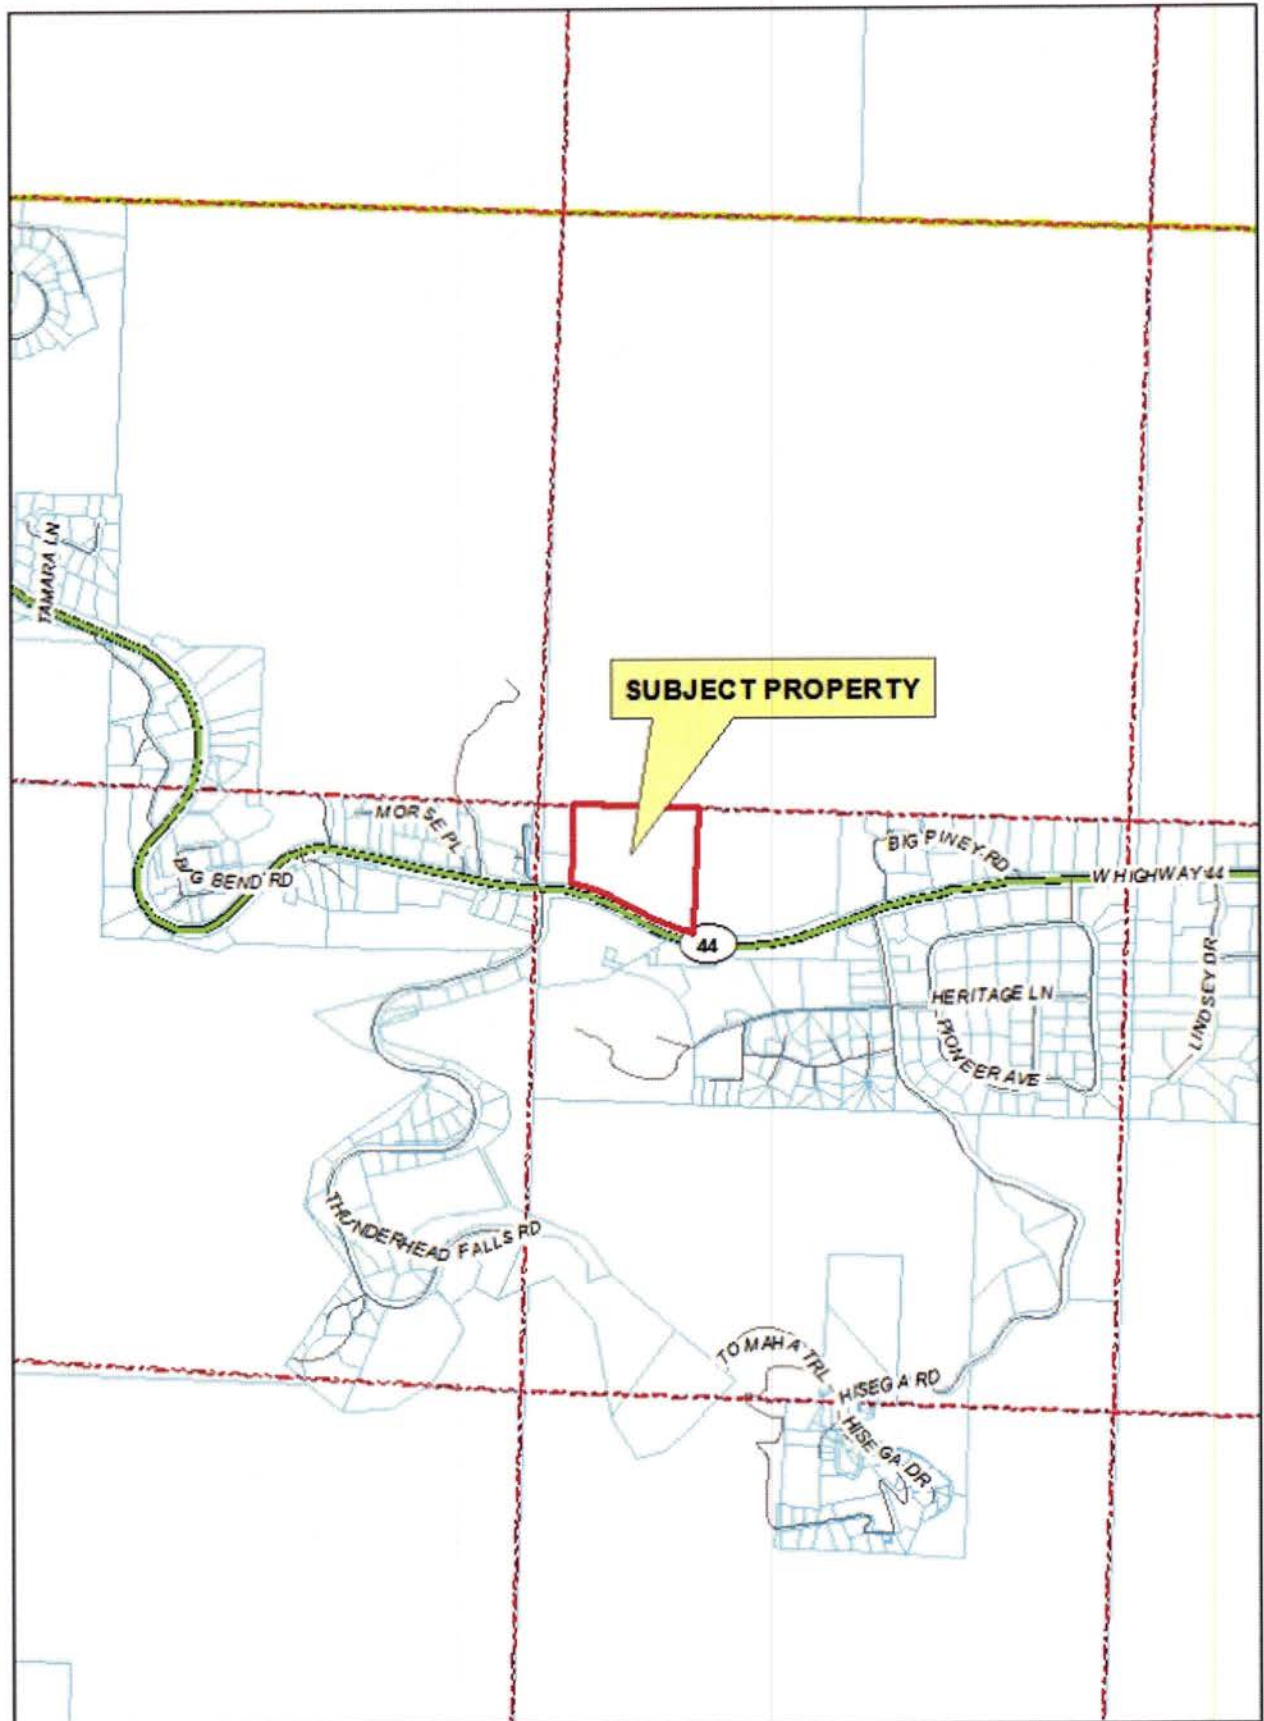 TAMARA LN
SUBJECT PROPERTY
MORSE PL
BIG PINEY RD
BIG BEND RD
W HIGHWAY 44
44
LINDSEY DR
HERITAGE LN
PIONEER AVE
THUNDERHEAD FALLS RD
TOMAHA TRL
HISEGA RD
HISEGA DR